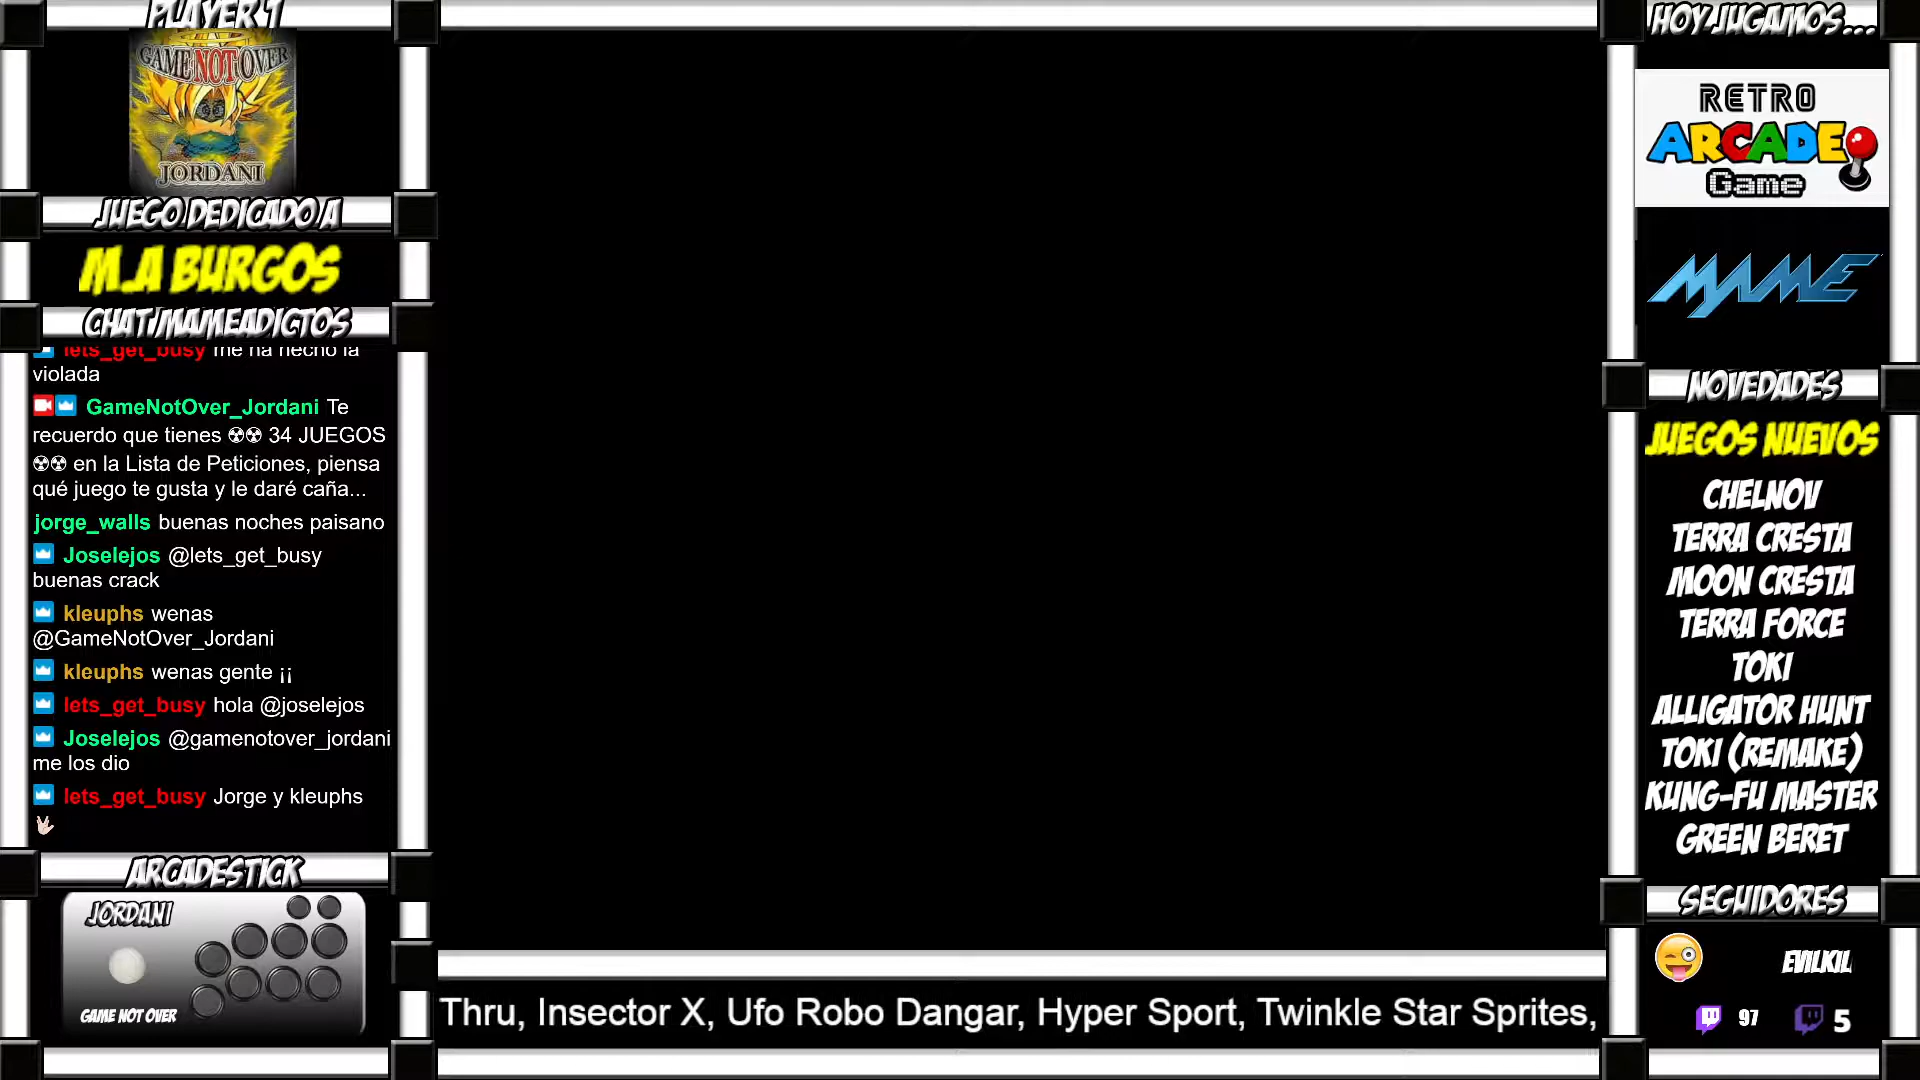 PLAYER 1
GAME NOT OVER
JORDANI
JUEGO DEDICADO A
M.A BURGOS
CHAT/MAMEADICTOS
lets_get_busy me ha hecho la
violada
GameNotOver_Jordani Te
recuerdo que tienes ☢☢ 34 JUEGOS
☢☢ en la Lista de Peticiones, piensa
qué juego te gusta y le daré caña...
jorge_walls buenas noches paisano
Joselejos @lets_get_busy
buenas crack
kleuphs wenas
@GameNotOver_Jordani
kleuphs wenas gente ¡¡
lets_get_busy hola @joselejos
Joselejos @gamenotover_jordani
me los dio
lets_get_busy Jorge y kleuphs
🖖🏻
ARCADESTICK
JORDANI
GAME NOT OVER
Thru, Insector X, Ufo Robo Dangar, Hyper Sport, Twinkle Star Sprites,
HOY JUGAMOS...
RETRO
ARCADE
Game
MAME
NOVEDADES
JUEGOS NUEVOS
CHELNOV
TERRA CRESTA
MOON CRESTA
TERRA FORCE
TOKI
ALLIGATOR HUNT
TOKI (REMAKE)
KUNG-FU MASTER
GREEN BERET
SEGUIDORES
EVILKIL
97
5